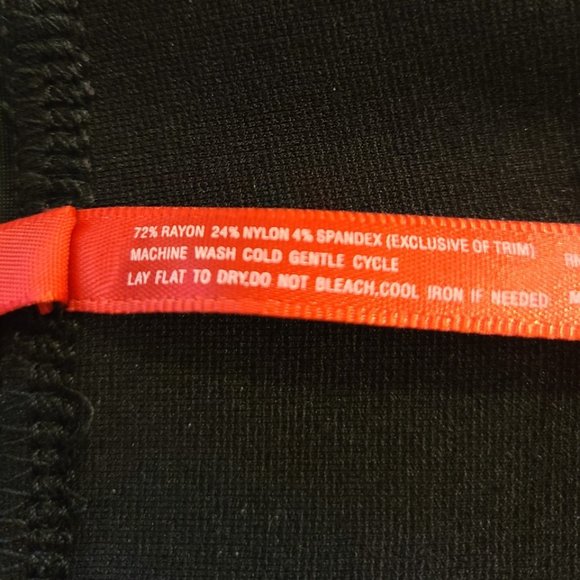 72% RAYON 24% NYLON 4% SPANDEX (EXCLUSIVE OF TRIM)
MACHINE WASH COLD GENTLE CYCLE
LAY FLAT TO DRY.DO NOT BLEACH.COOL IRON IF NEEDED